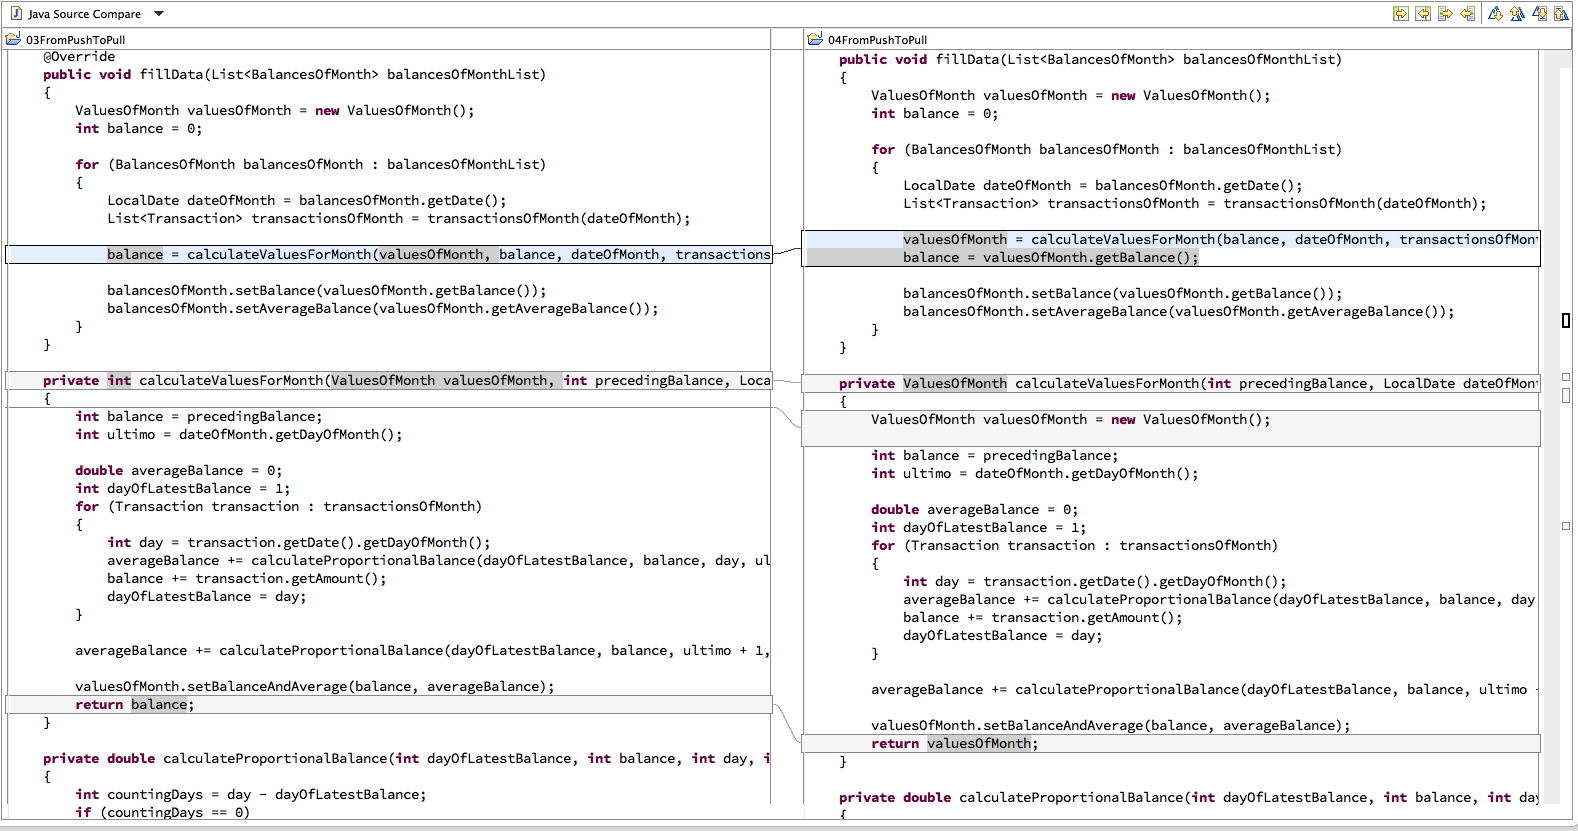 Java Source Compare
03FromPushToPull
@Override
public void fillData(List<BalancesOfMonth> balancesOfMonthList)
{
ValuesOfMonth valuesOfMonth = new ValuesOfMonth();
int balance = 0;
for (BalancesOfMonth balancesOfMonth : balancesOfMonthList)
{
LocalDate dateOfMonth = balancesOfMonth.getDate();
List<Transaction> transactionsOfMonth = transactionsOfMonth(dateOfMonth);
balance = calculateValuesForMonth(valuesOfMonth, balance, dateOfMonth, transactions
balancesOfMonth.setBalance(valuesOfMonth.getBalance());
balancesOfMonth.setAverageBalance(valuesOfMonth.getAverageBalance());
}
}
private int calculateValuesForMonth(ValuesOfMonth valuesOfMonth, int precedingBalance, Loca
{
int balance = precedingBalance;
int ultimo = dateOfMonth.getDayOfMonth();
double averageBalance = 0;
int dayOfLatestBalance = 1;
for (Transaction transaction : transactionsOfMonth)
{
int day = transaction.getDate().getDayOfMonth();
averageBalance += calculateProportionalBalance(dayOfLatestBalance, balance, day, ul
balance += transaction.getAmount();
dayOfLatestBalance = day;
}
averageBalance += calculateProportionalBalance(dayOfLatestBalance, balance, ultimo + 1,
valuesOfMonth.setBalanceAndAverage(balance, averageBalance);
return balance;
}
private double calculateProportionalBalance(int dayOfLatestBalance, int balance, int day, i
{
int countingDays = day - dayOfLatestBalance;
if (countingDays == 0)
04FromPushToPull
public void fillData(List<BalancesOfMonth> balancesOfMonthList)
{
ValuesOfMonth valuesOfMonth = new ValuesOfMonth();
int balance = 0;
for (BalancesOfMonth balancesOfMonth : balancesOfMonthList)
{
LocalDate dateOfMonth = balancesOfMonth.getDate();
List<Transaction> transactionsOfMonth = transactionsOfMonth(dateOfMonth);
valuesOfMonth = calculateValuesForMonth(balance, dateOfMonth, transactionsOfMon
balance = valuesOfMonth.getBalance();
balancesOfMonth.setBalance(valuesOfMonth.getBalance());
balancesOfMonth.setAverageBalance(valuesOfMonth.getAverageBalance());
}
}
private ValuesOfMonth calculateValuesForMonth(int precedingBalance, LocalDate dateOfMon
{
ValuesOfMonth valuesOfMonth = new ValuesOfMonth();
int balance = precedingBalance;
int ultimo = dateOfMonth.getDayOfMonth();
double averageBalance = 0;
int dayOfLatestBalance = 1;
for (Transaction transaction : transactionsOfMonth)
{
int day = transaction.getDate().getDayOfMonth();
averageBalance += calculateProportionalBalance(dayOfLatestBalance, balance, day
balance += transaction.getAmount();
dayOfLatestBalance = day;
}
averageBalance += calculateProportionalBalance(dayOfLatestBalance, balance, ultimo
valuesOfMonth.setBalanceAndAverage(balance, averageBalance);
return valuesOfMonth;
}
private double calculateProportionalBalance(int dayOfLatestBalance, int balance, int da
{